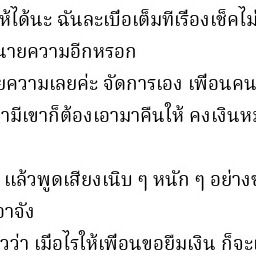 ห้ได้นะ ฉันละเบื่อเต็มทีเรื่องเช็คไม่
นายความอีกหรอก
ยความเลยค่ะ จัดการเอง เพื่อนคน
ามีเขาก็ต้องเอามาคืนให้ คงเงินหม
แล้วพูดเสียงเนิบ ๆ หนัก ๆ อย่าง
อาจัง
วว่า เมื่อไรให้เพื่อนขอยืมเงิน ก็จะ